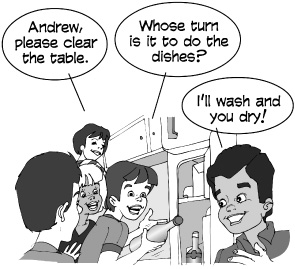 Andrew,
please clear
the table.
Whose turn
is it to do the
dishes?
I'll wash and
you dry!